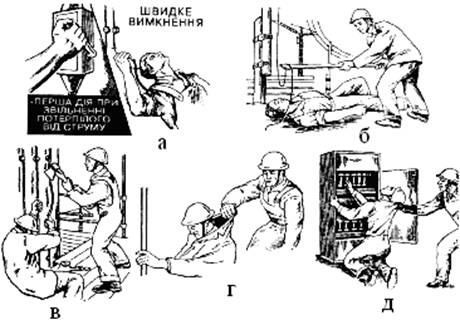 ШВИДКЕ
ВИМКНЕННЯ
-ПЕРША ДІЯ ПРИ
ЗВІЛЬНЕННІ
ПОТЕРПІЛОГО
ВІД СТРУМУ
а
б
в
г
д